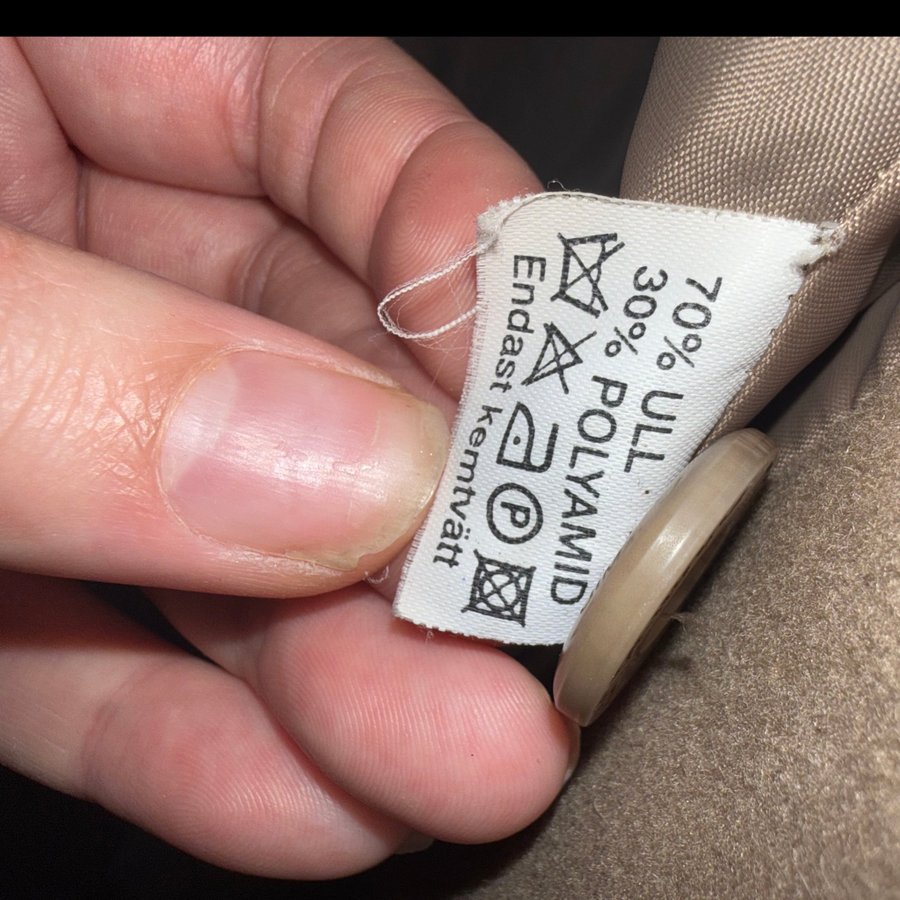 70% ULL
30% POLYAMID
P
Endast kemtvätt